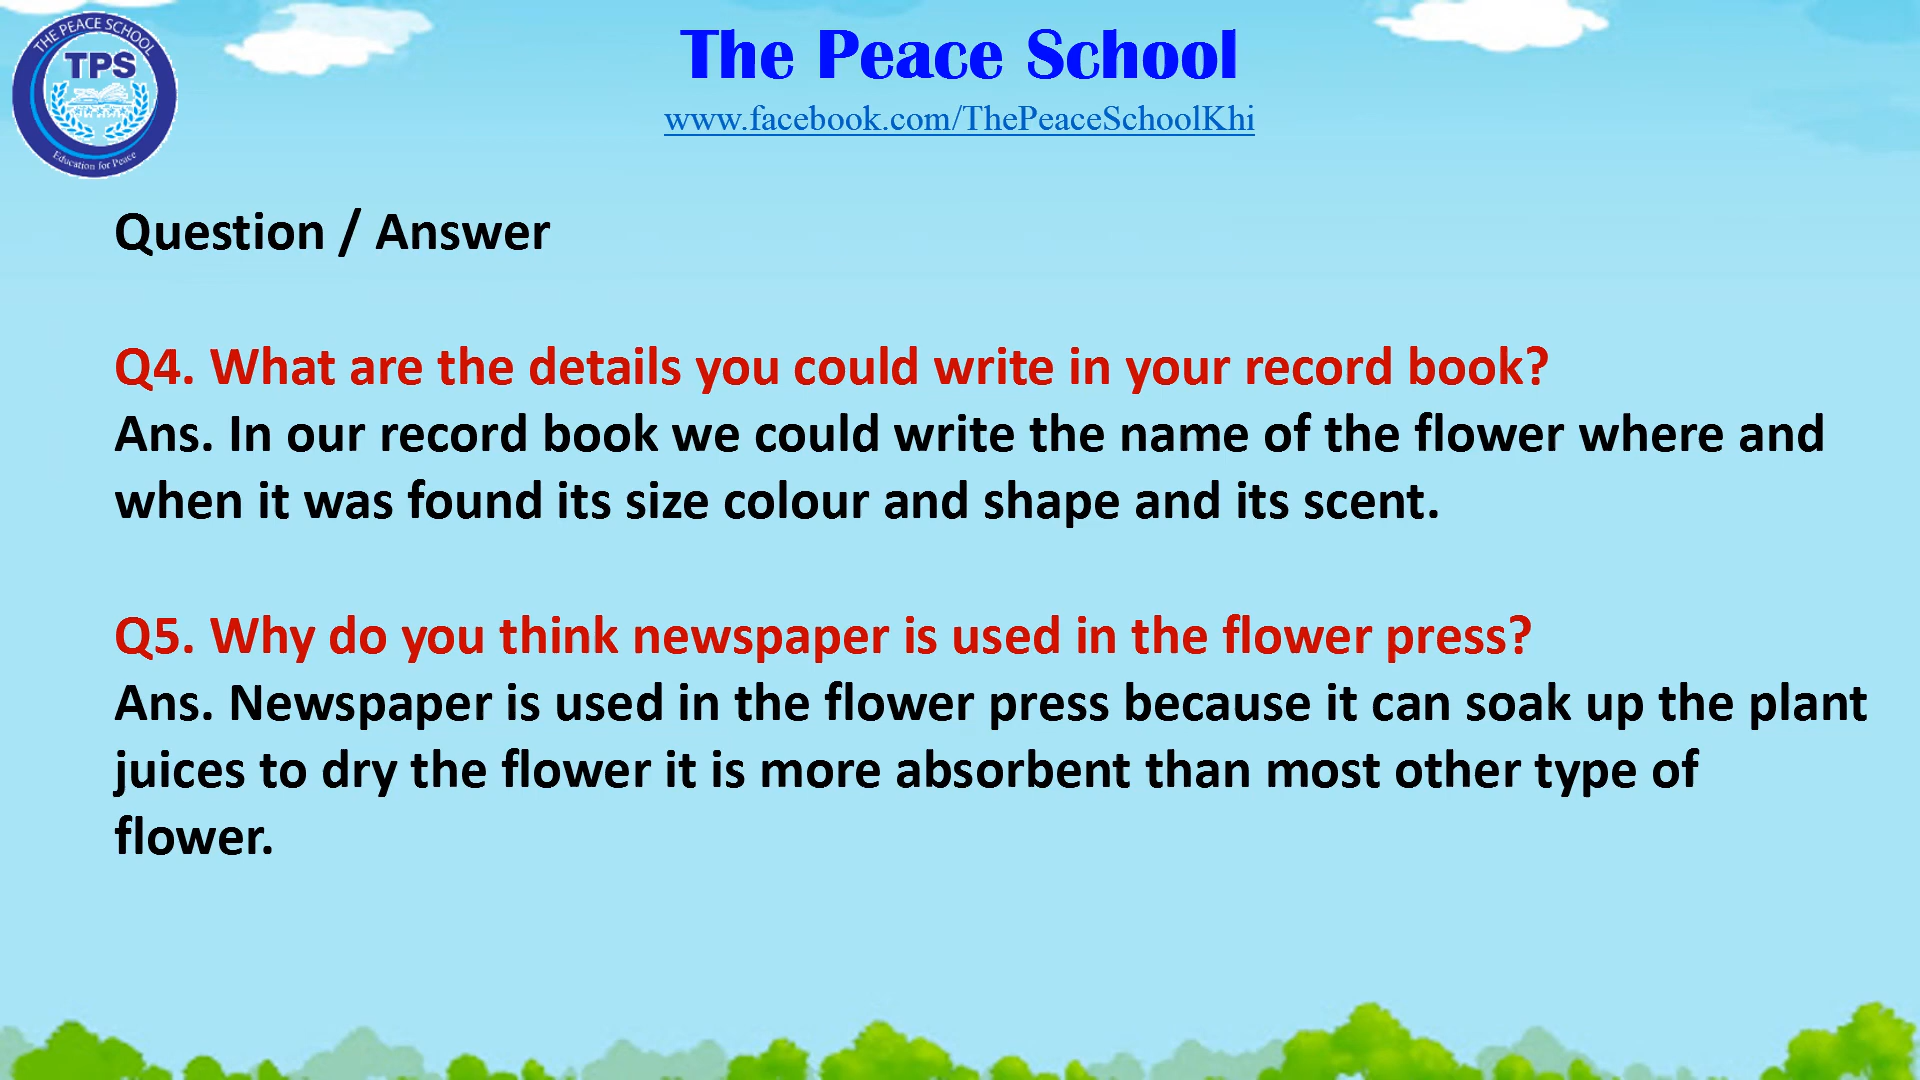 THE PEACE SCHOOL
TPS
Education for Peace
The Peace School
www.facebook.com/ThePeaceSchoolKhi
Question / Answer
Q4. What are the details you could write in your record book?
Ans. In our record book we could write the name of the flower where and
when it was found its size colour and shape and its scent.
Q5. Why do you think newspaper is used in the flower press?
Ans. Newspaper is used in the flower press because it can soak up the plant
juices to dry the flower it is more absorbent than most other type of
flower.